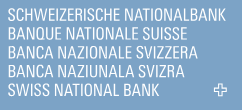 SCHWEIZERISCHE NATIONALBANK
BANQUE NATIONALE SUISSE
BANCA NAZIONALE SVIZZERA
BANCA NAZIUNALA SVIZRA
SWISS NATIONAL BANK